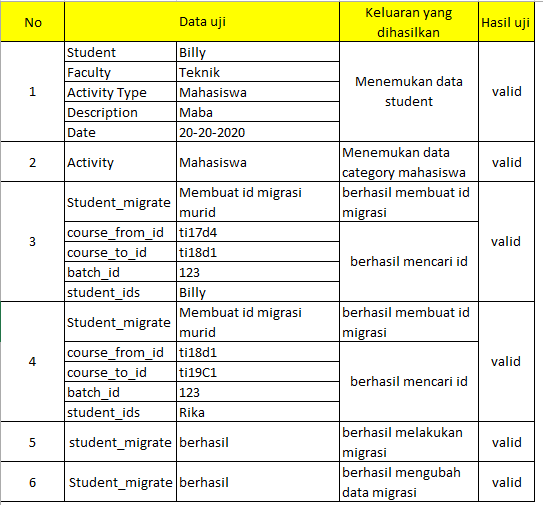 No Data uji Keluaran yang dihasilkan Hasil uji
1 Student Billy Menemukan data student valid
Faculty Teknik
Activity Type Mahasiswa
Description Maba
Date 20-20-2020
2 Activity Mahasiswa Menemukan data category mahasiswa valid
3 Student_migrate Membuat id migrasi murid berhasil membuat id migrasi valid
course_from_id ti17d4 berhasil mencari id
course_to_id ti18d1
batch_id 123
student_ids Billy
4 Student_migrate Membuat id migrasi murid berhasil membuat id migrasi valid
course_from_id ti18d1 berhasil mencari id
course_to_id ti19C1
batch_id 123
student_ids Rika
5 student_migrate berhasil berhasil melakukan migrasi valid
6 Student_migrate berhasil berhasil mengubah data migrasi valid